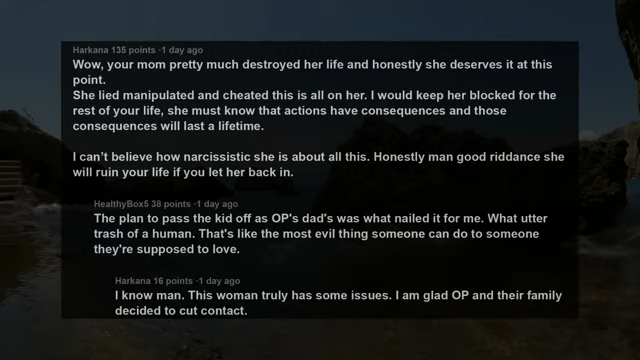 Harkana 135 points ·1 day ago
Wow, your mom pretty much destroyed her life and honestly she deserves it at this
point.
She lied manipulated and cheated this is all on her. I would keep her blocked for the
rest of your life, she must know that actions have consequences and those
consequences will last a lifetime.
I can't believe how narcissistic she is about all this. Honestly man good riddance she
will ruin your life if you let her back in.
HealthyBox5 38 points ·1 day ago
The plan to pass the kid off as OP's dad's was what nailed it for me. What utter
trash of a human. That's like the most evil thing someone can do to someone
they're supposed to love.
Harkana 16 points ·1 day ago
I know man. This woman truly has some issues. I am glad OP and their family
decided to cut contact.